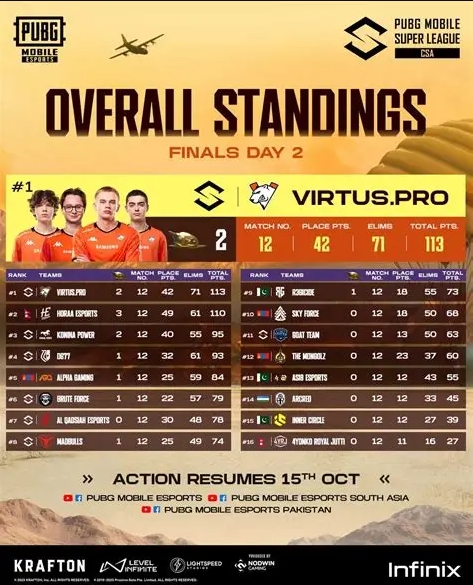 PUBG
MOBILE
ESPORTS
PUBG MOBILE
SUPER LEAGUE
CSA
OVERALL STANDINGS
FINALS DAY 2
#1
VIRTUS.PRO
2
MATCH NO. PLACE PTS. ELIMS TOTAL PTS.
12 42 71 113
RANK TEAMS MATCH NO. PLACE PTS. ELIMS TOTAL PTS.
#1 VIRTUS.PRO 2 12 42 71 113
#2 HORAA ESPORTS 3 12 49 61 110
#3 KONINA POWER 2 12 40 55 95
#4 D677 1 12 32 61 93
#5 ALPHA GAMING 1 12 25 59 84
#6 BRUTE FORCE 1 12 22 57 79
#7 AL QADSIAH ESPORTS 0 12 30 48 78
#8 MADBULLS 1 12 25 49 74
RANK TEAMS MATCH NO. PLACE PTS. ELIMS TOTAL PTS.
#9 R3GICIDE 1 12 18 55 73
#10 SKY FORCE 0 12 18 50 68
#11 GOAT TEAM 0 12 13 50 63
#12 THE MONGOLZ 0 12 23 37 60
#13 AS18 ESPORTS 0 12 12 43 55
#14 ARCRED 0 12 12 33 45
#15 INNER CIRCLE 0 12 12 27 39
#16 4YONKO ROYAL JUTTI 0 12 11 16 27
» ACTION RESUMES 15TH OCT «
PUBG MOBILE ESPORTS PUBG MOBILE ESPORTS SOUTH ASIA
PUBG MOBILE ESPORTS PAKISTAN
KRAFTON
LEVEL INFINITE
LIGHTSPEED STUDIOS
PRODUCED BY
NODWIN GAMING
Infinix